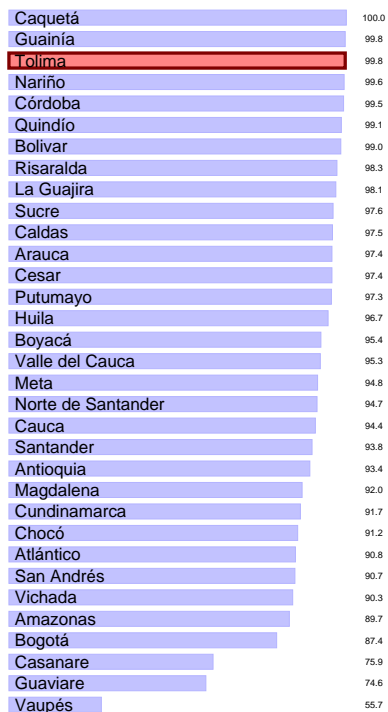 Caquetá 100.0
Guainía 99.8
Tolima 99.8
Nariño 99.6
Córdoba 99.5
Quindío 99.1
Bolivar 99.0
Risaralda 98.3
La Guajira 98.1
Sucre 97.6
Caldas 97.5
Arauca 97.4
Cesar 97.4
Putumayo 97.3
Huila 96.7
Boyacá 95.4
Valle del Cauca 95.3
Meta 94.8
Norte de Santander 94.7
Cauca 94.4
Santander 93.8
Antioquia 93.4
Magdalena 92.0
Cundinamarca 91.7
Chocó 91.2
Atlántico 90.8
San Andrés 90.7
Vichada 90.3
Amazonas 89.7
Bogotá 87.4
Casanare 75.9
Guaviare 74.6
Vaupés 55.7